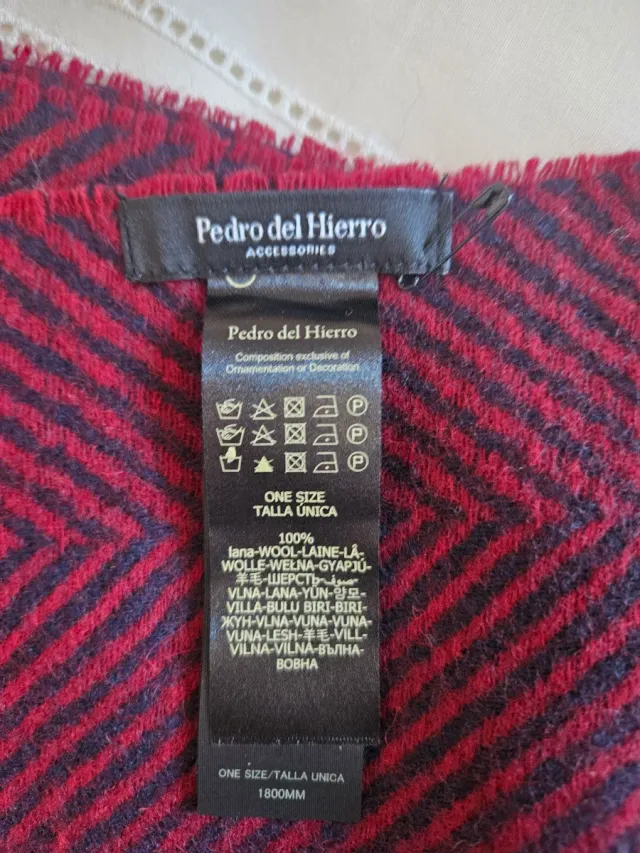 Pedro del Hierro
ACCESSORIES
Pedro del Hierro
Composition exclusive of
Ornamentation or Decoration
P
P
P
ONE SIZE
TALLA ÚNICA
100%
lana-WOOL-LAINE-LÂ-
WOLLE-WEŁNA-GYAPJÚ-
羊毛-ШЕРСТЬ-صوف-
VLNA-LANA-YÜN-양모-
VILLA-BULU BIRI-BIRI-
ЖҮН-VLNA-VUNA-VUNA-
VUNA-LESH-羊毛-VILL-
VILNA-VILNA-ВЪЛНА-
ВОВНА
ONE SIZE/TALLA UNICA
1800MM